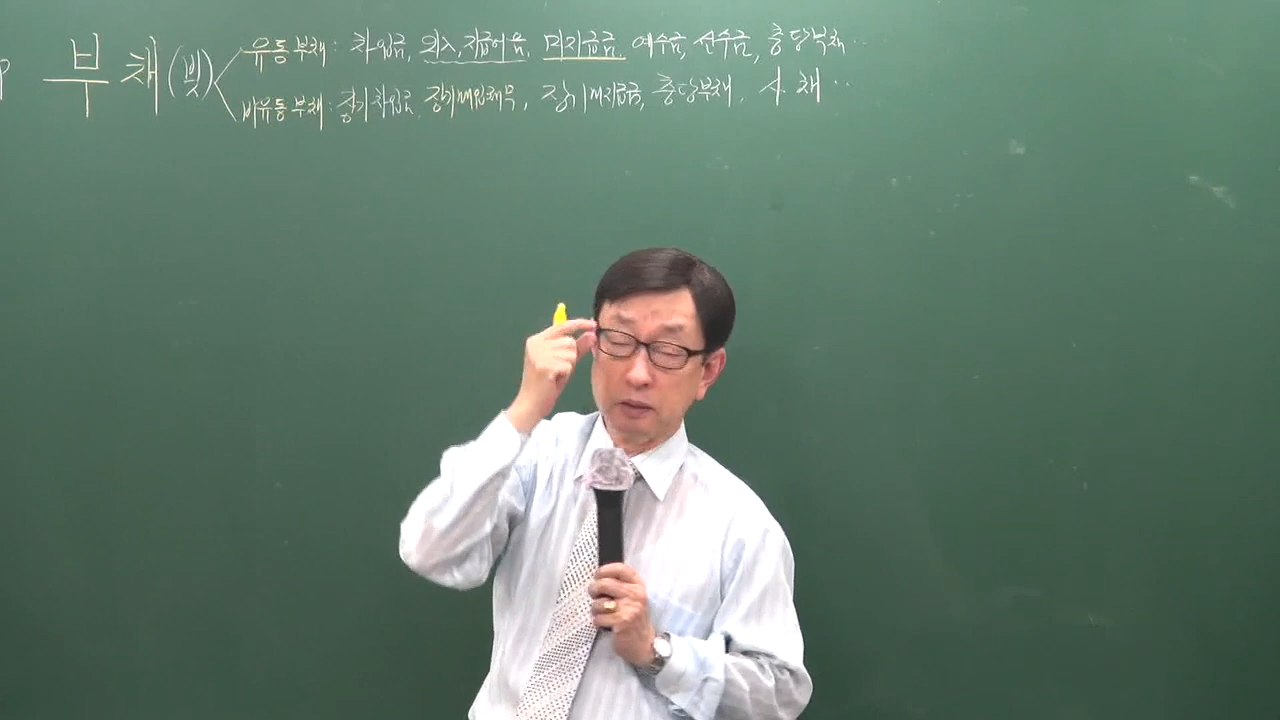 부채(빚)
유동부채: 차입금, 외상, 지급어음, 미지급금, 예수금, 선수금, 충당부채…
비유동부채: 장기차입금, 장기매입채무, 장기미지급금, 충당부채, 사채…